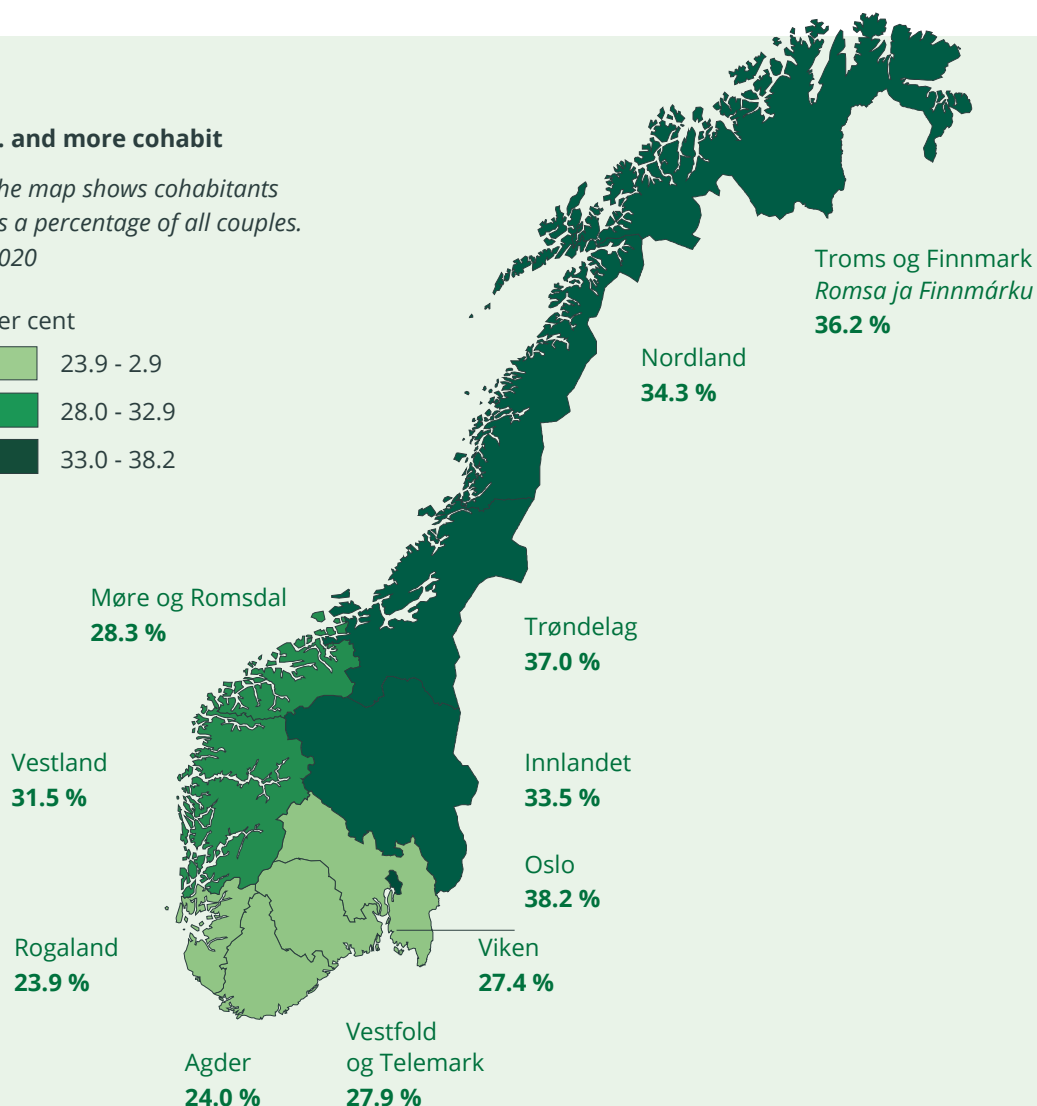 . and more cohabit
he map shows cohabitants
s a percentage of all couples.
020
er cent
23.9 - 2.9
28.0 - 32.9
33.0 - 38.2
Troms og Finnmark
Romsa ja Finnmárku
36.2 %
Nordland
34.3 %
Møre og Romsdal
28.3 %
Trøndelag
37.0 %
Vestland
31.5 %
Innlandet
33.5 %
Oslo
38.2 %
Rogaland
23.9 %
Viken
27.4 %
Vestfold
og Telemark
27.9 %
Agder
24.0 %